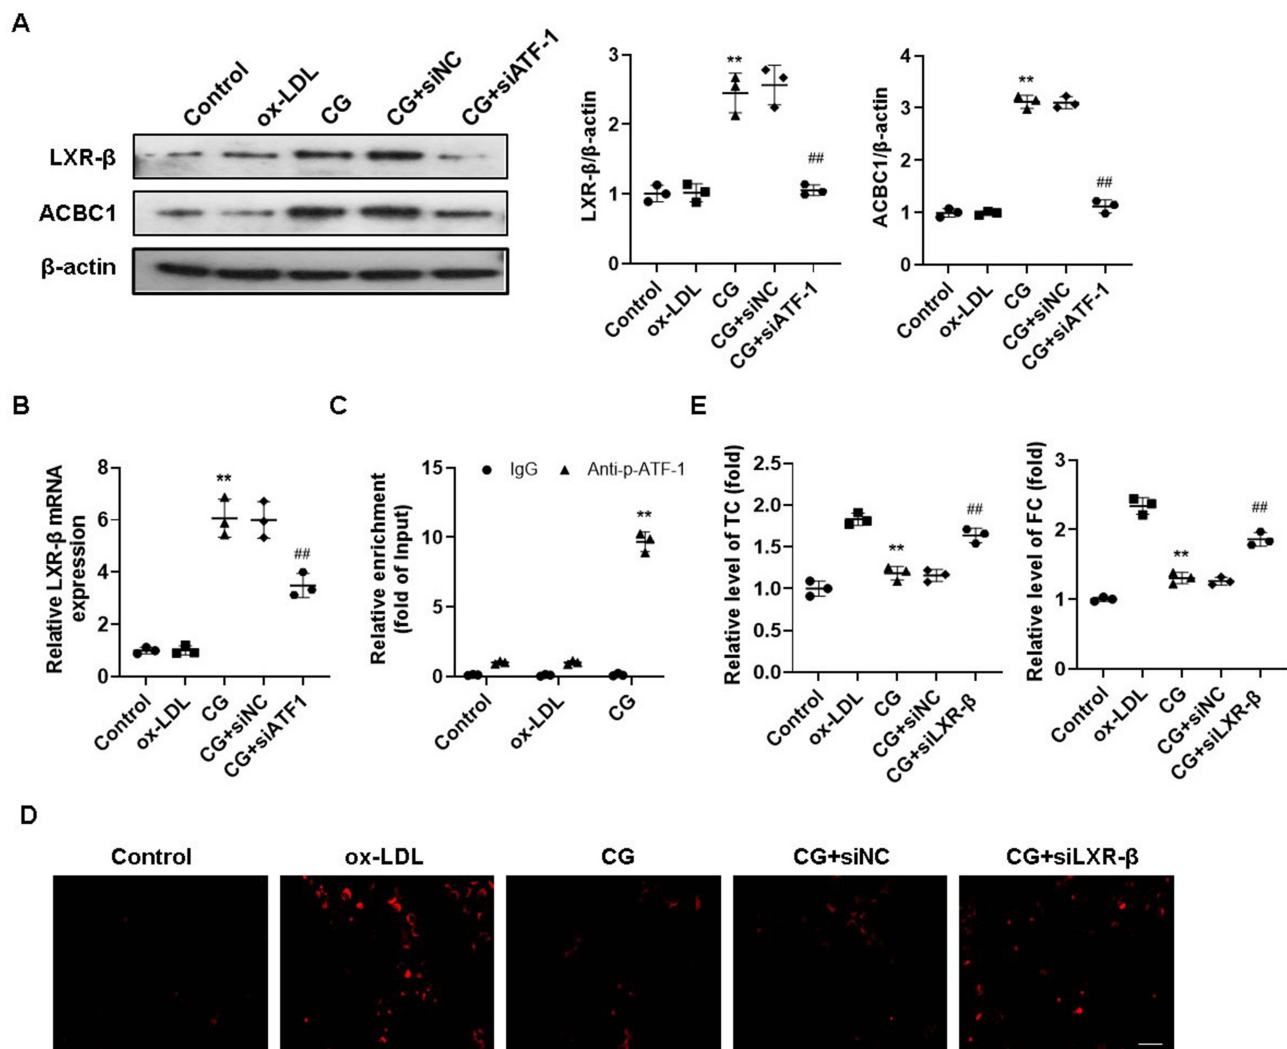 A
Control
ox-LDL
CG
CG+siNC
CG+siATF-1
LXR-β
ACBC1
β-actin
LXR-β/β-actin
3
2
1
0
**
##
Control
ox-LDL
CG
CG+siNC
CG+siATF-1
ACBC1/β-actin
4
3
2
1
0
**
##
Control
ox-LDL
CG
CG+siNC
CG+siATF-1
B
Relative LXR-β mRNA
expression
8
6
4
2
0
**
##
Control
ox-LDL
CG
CG+siNC
CG+siATF1
C
Relative enrichment
(fold of Input)
15
10
5
0
IgG
Anti-p-ATF-1
**
Control
ox-LDL
CG
E
Relative level of TC (fold)
2.5
2.0
1.5
1.0
0.5
0.0
**
##
Control
ox-LDL
CG
CG+siNC
CG+siLXR-β
Relative level of FC (fold)
3
2
1
0
**
##
Control
ox-LDL
CG
CG+siNC
CG+siLXR-β
D
Control
ox-LDL
CG
CG+siNC
CG+siLXR-β